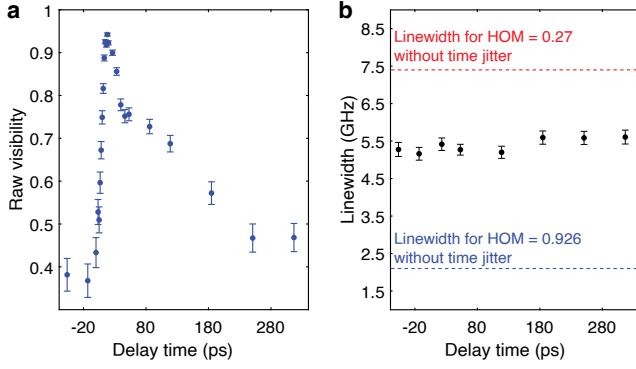 a
1
0.9
0.8
0.7
0.6
0.5
0.4
Raw visibility
-20 80 180 280
Delay time (ps)
b
Linewidth for HOM = 0.27
without time jitter
8.5
7.5
6.5
5.5
4.5
3.5
2.5
1.5
Linewidth (GHz)
Linewidth for HOM = 0.926
without time jitter
-20 80 180 280
Delay time (ps)